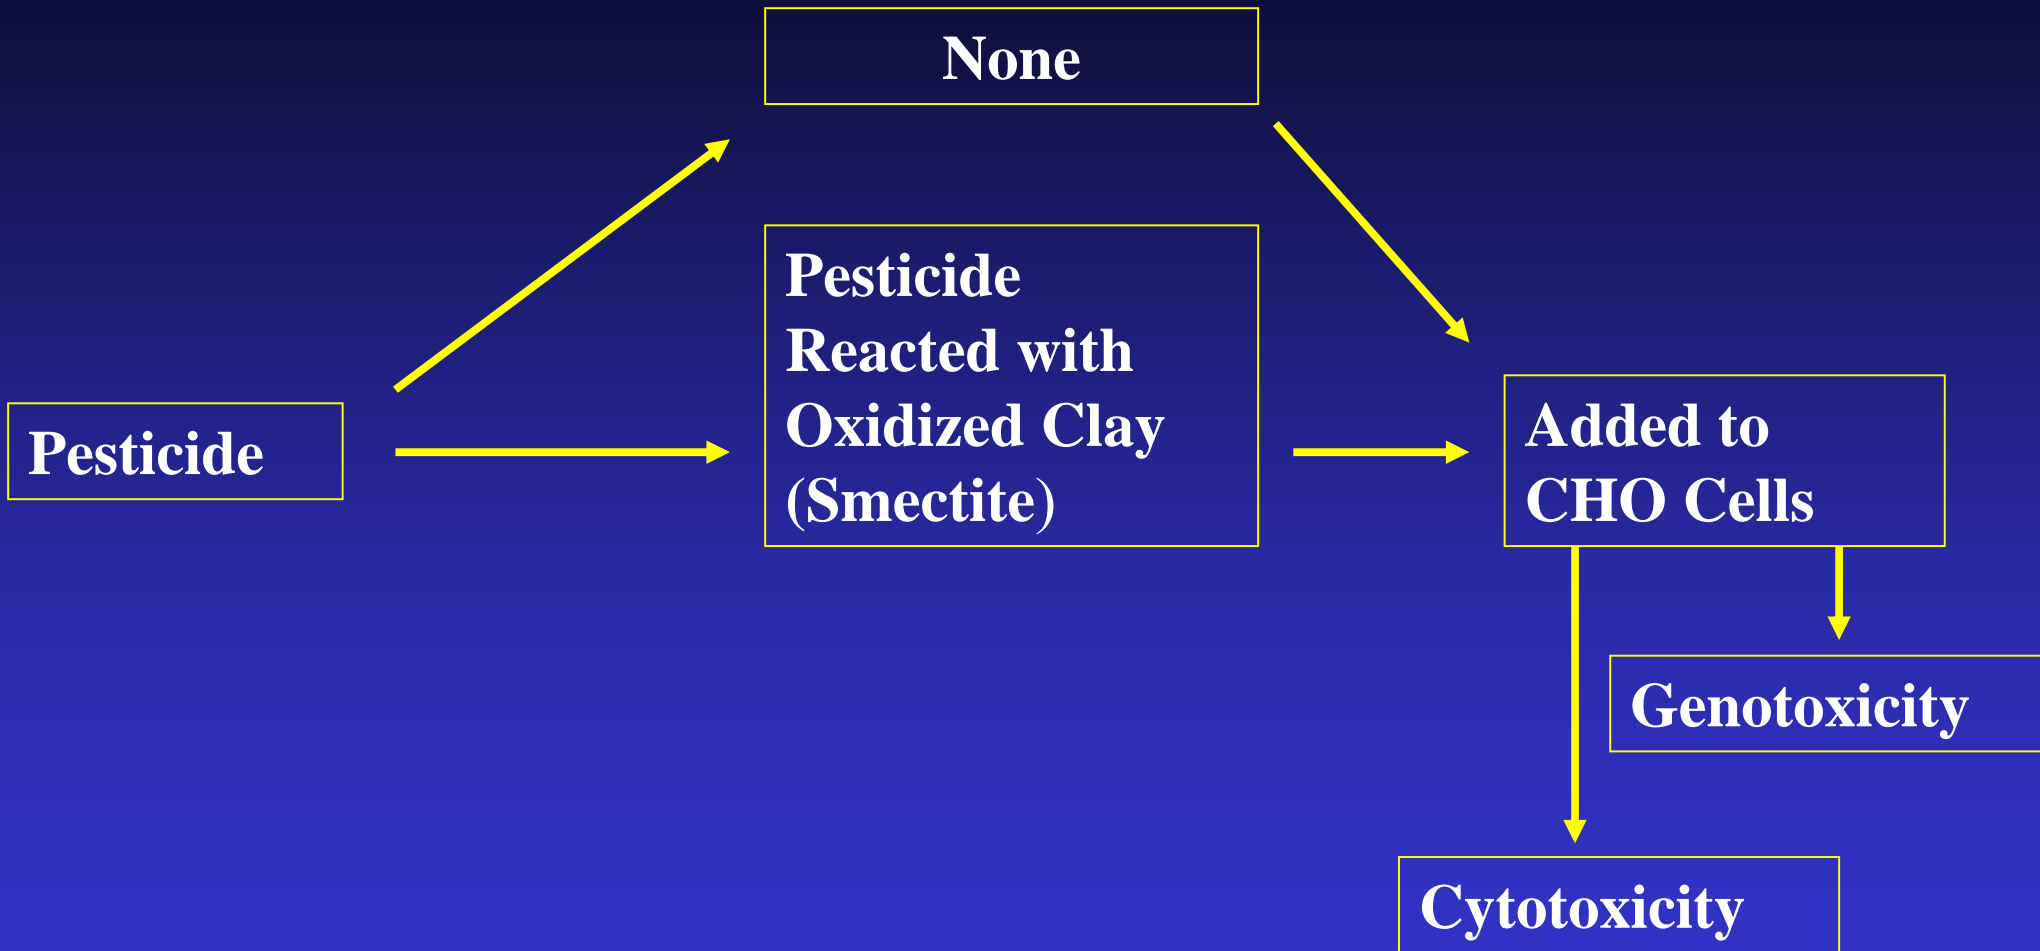 None
Pesticide
Pesticide
Reacted with
Oxidized Clay
(Smectite)
Added to
CHO Cells
Genotoxicity
Cytotoxicity